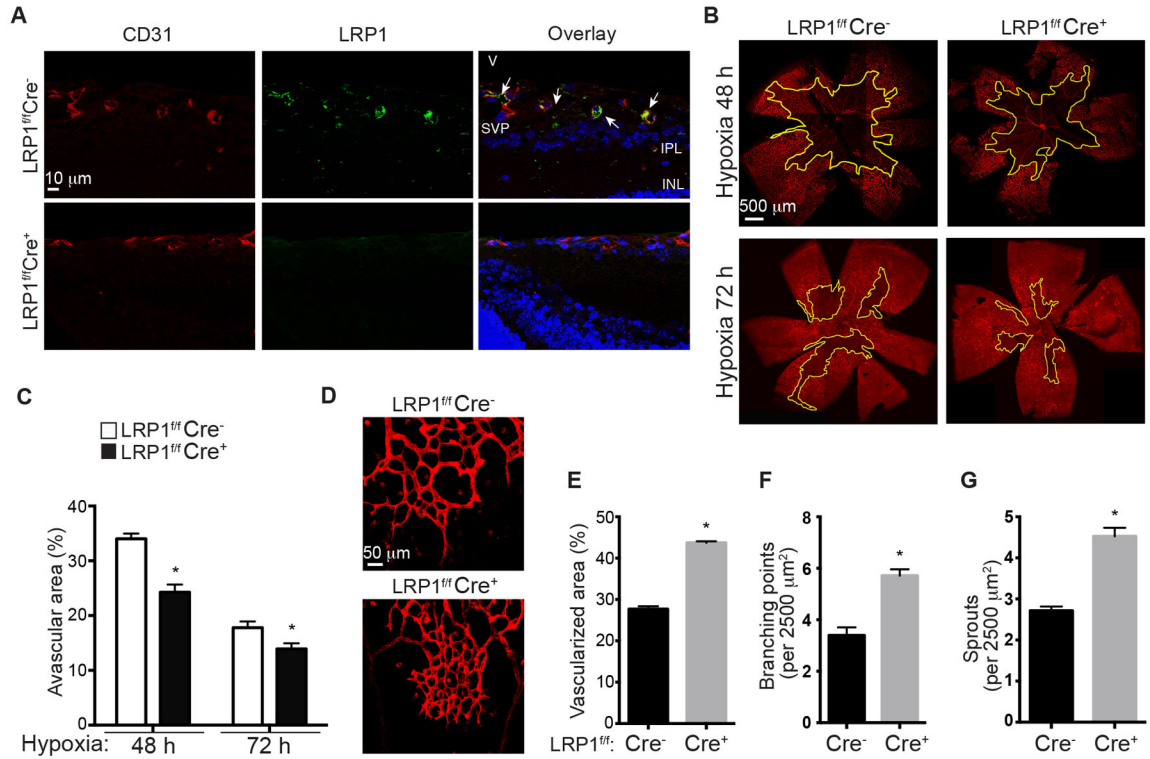 A
CD31
LRP1
Overlay
LRP1f/f Cre-
V
SVP
IPL
INL
10 µm
LRP1f/f Cre+
B
LRP1f/f Cre-
LRP1f/f Cre+
Hypoxia 48 h
500 µm
Hypoxia 72 h
C
LRP1f/f Cre-
LRP1f/f Cre+
Avascular area (%)
40
30
20
10
0
*
*
Hypoxia: 48 h 72 h
D
LRP1f/f Cre-
50 µm
LRP1f/f Cre+
E
Vascularized area (%)
50
40
30
20
10
0
*
LRP1f/f: Cre- Cre+
F
Branching points
(per 2500 µm2)
8
6
4
2
0
*
Cre- Cre+
G
Sprouts
(per 2500 µm2)
5
4
3
2
1
0
*
Cre- Cre+